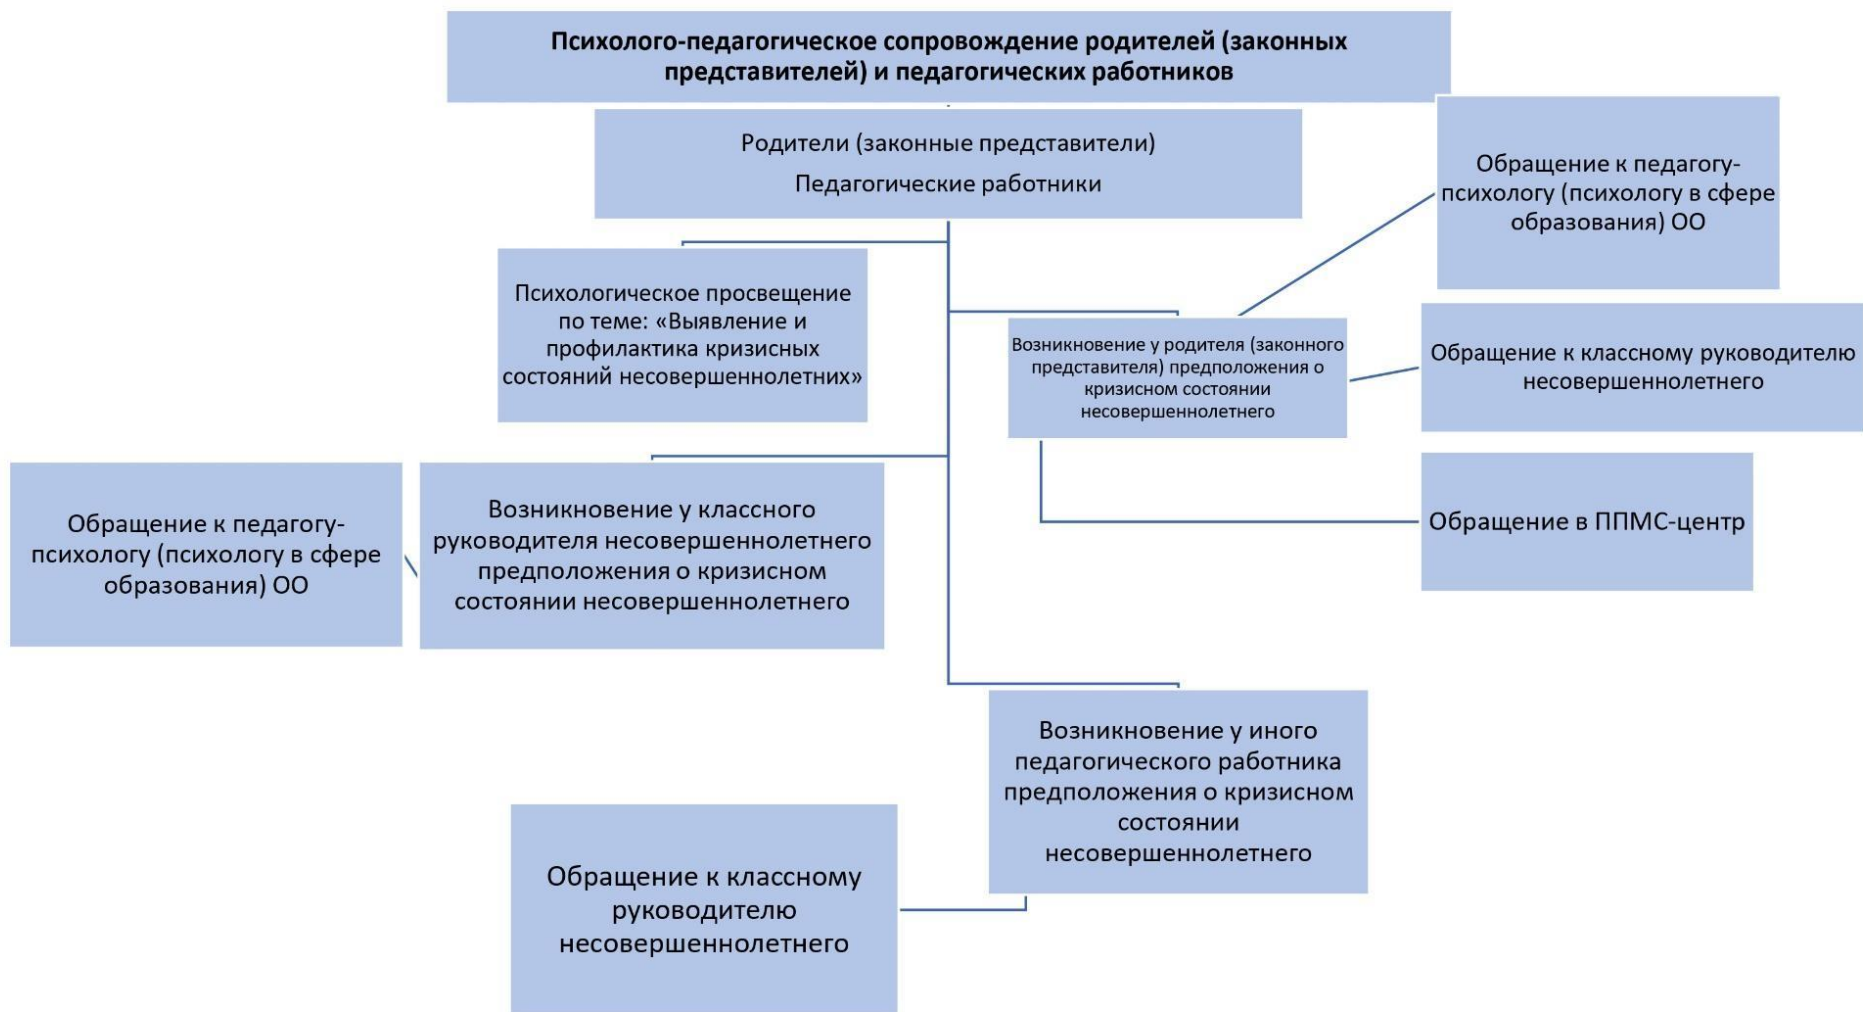 Психолого-педагогическое сопровождение родителей (законных
представителей) и педагогических работников
Родители (законные представители)
Педагогические работники
Обращение к педагогу-
психологу (психологу в сфере
образования) ОО
Психологическое просвещение
по теме: «Выявление и
профилактика кризисных
состояний несовершеннолетних»
Возникновение у родителя (законного
представителя) предположения о
кризисном состоянии
несовершеннолетнего
Обращение к классному руководителю
несовершеннолетнего
Обращение в ППМС-центр
Обращение к педагогу-
психологу (психологу в сфере
образования) ОО
Возникновение у классного
руководителя несовершеннолетнего
предположения о кризисном
состоянии несовершеннолетнего
Возникновение у иного
педагогического работника
предположения о кризисном
состоянии
несовершеннолетнего
Обращение к классному
руководителю
несовершеннолетнего